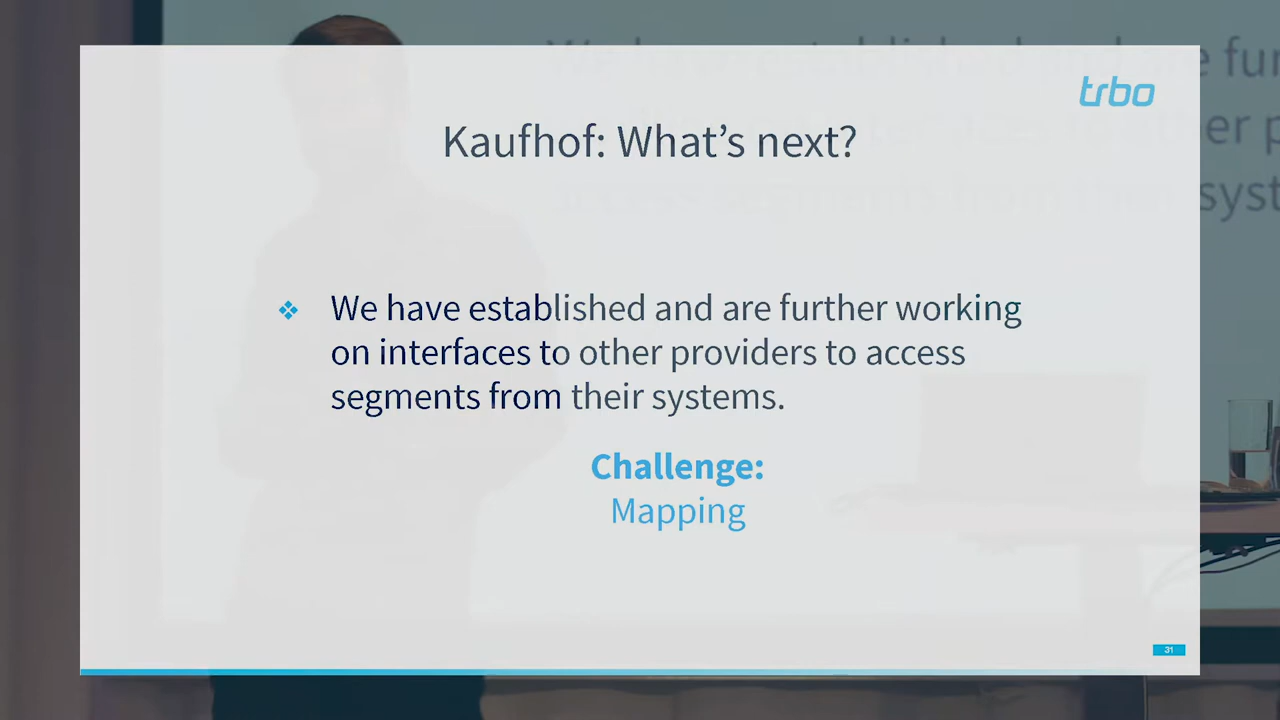 trbo
Kaufhof: What's next?
We have established and are further working
on interfaces to other providers to access
segments from their systems.
Challenge:
Mapping
31